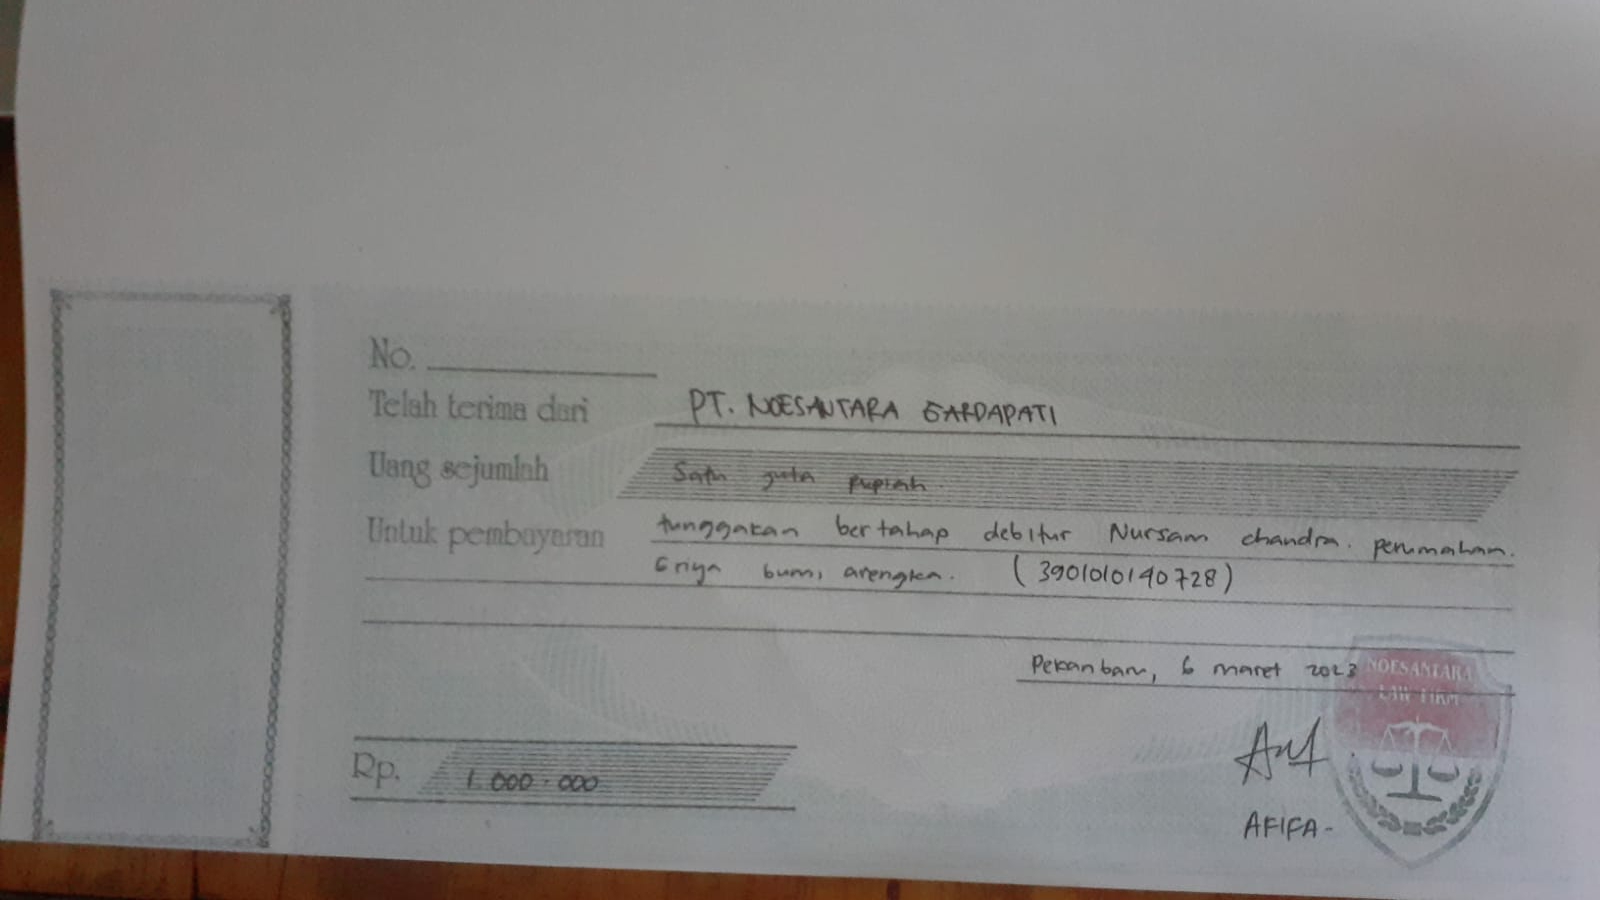 No.
Telah terima dari PT. NOESANTARA GARDAPATI
Uang sejumlah Satu juta rupiah.
Untuk pembayaran tunggakan bertahap debitur Nursam chandra. perumahan.
Griya bumi arengka. (3901010140728)
Pekanbaru, 6 maret 2023
NOESANTARA
LAW FIRM
Rp. 1.000.000
AFIFA-